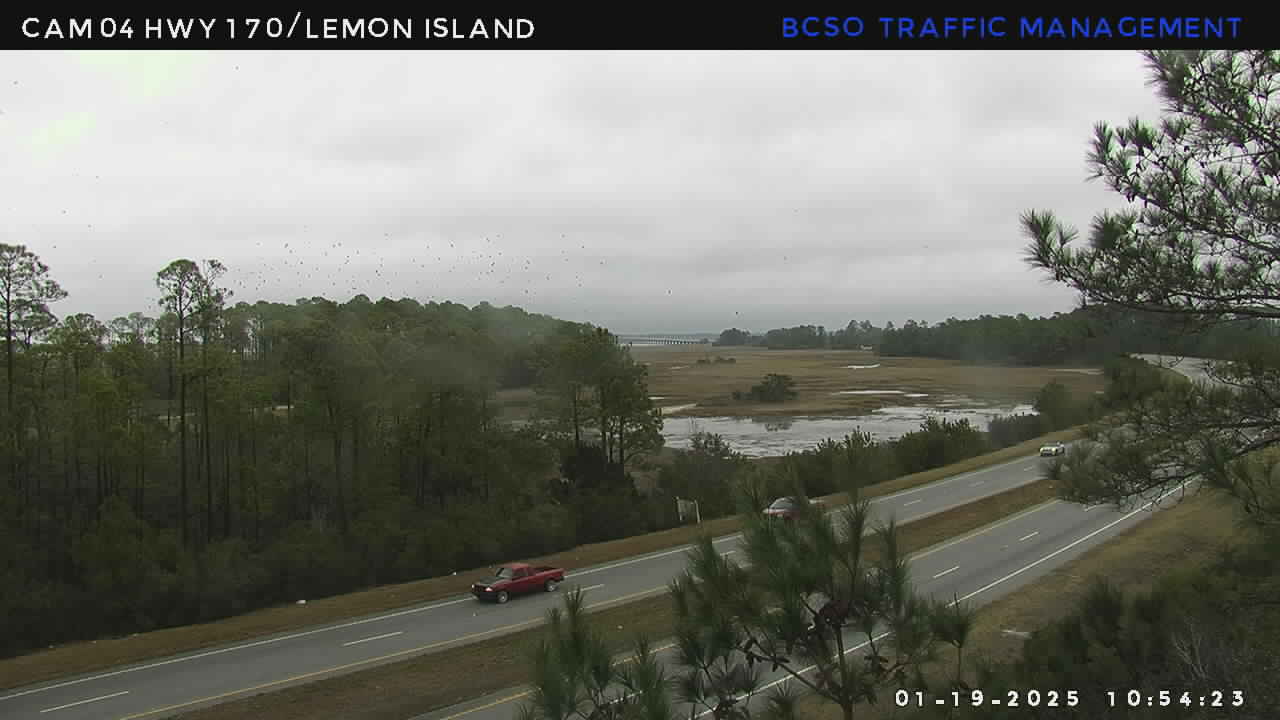 CAM04 HWY 170/LEMON ISLAND
BCSO TRAFFIC MANAGEMENT
01-19-2025 10:54:23